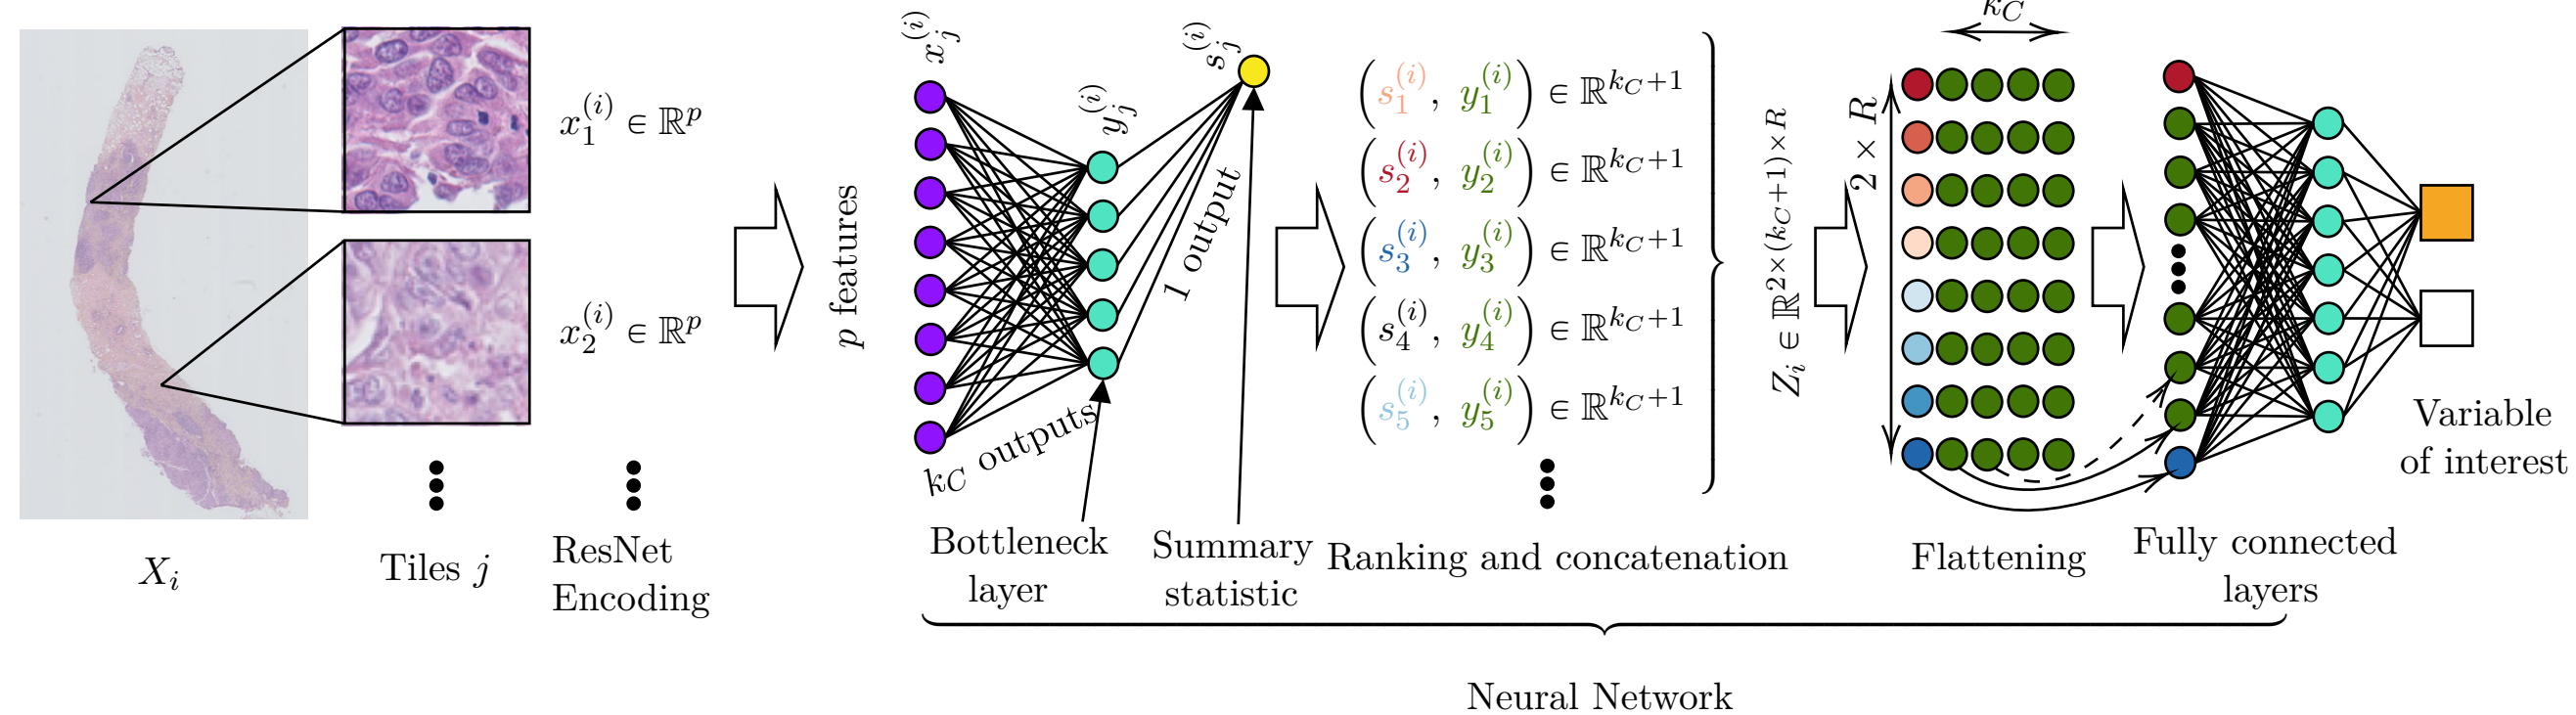 X_i
Tiles j
x_1^{(i)} ∈ ℝ^p
x_2^{(i)} ∈ ℝ^p
ResNet
Encoding
p features
x_j^{(i)}
y_j^{(i)}
s_j^{(i)}
k_C outputs
1 output
Bottleneck
layer
Summary
statistic
(s_1^{(i)}, y_1^{(i)}) ∈ ℝ^{k_C+1}
(s_2^{(i)}, y_2^{(i)}) ∈ ℝ^{k_C+1}
(s_3^{(i)}, y_3^{(i)}) ∈ ℝ^{k_C+1}
(s_4^{(i)}, y_4^{(i)}) ∈ ℝ^{k_C+1}
(s_5^{(i)}, y_5^{(i)}) ∈ ℝ^{k_C+1}
Ranking and concatenation
Z_i ∈ ℝ^{2×(k_C+1)×R}
2 × R
k_C
Flattening
Fully connected
layers
Variable
of interest
Neural Network